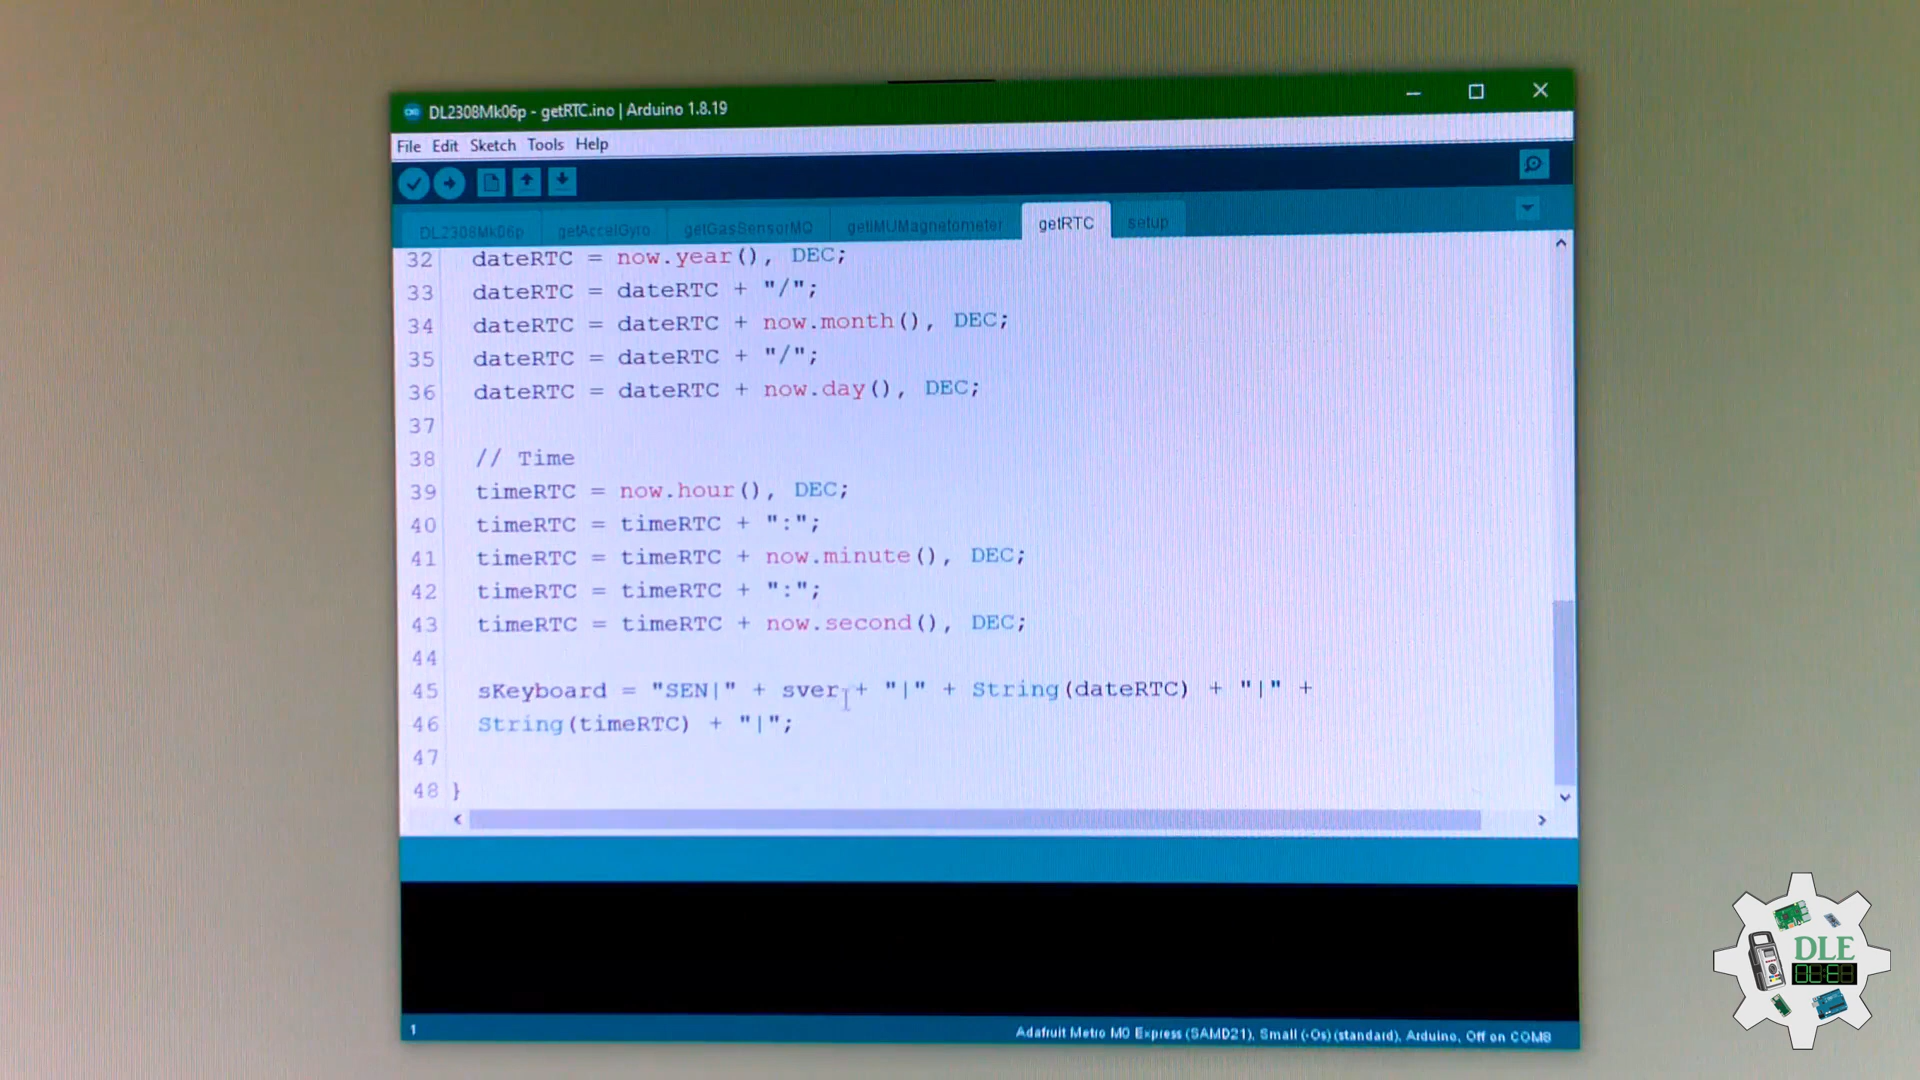 DL2308Mk06p - getRTC.ino | Arduino 1.8.19
File Edit Sketch Tools Help
DL2308Mk06p getAccelGyro getGasSensorMQ getIMUMagnetometer getRTC setup
32 dateRTC = now.year(), DEC;
33 dateRTC = dateRTC + "/";
34 dateRTC = dateRTC + now.month(), DEC;
35 dateRTC = dateRTC + "/";
36 dateRTC = dateRTC + now.day(), DEC;
37
38 // Time
39 timeRTC = now.hour(), DEC;
40 timeRTC = timeRTC + ":";
41 timeRTC = timeRTC + now.minute(), DEC;
42 timeRTC = timeRTC + ":";
43 timeRTC = timeRTC + now.second(), DEC;
44
45 sKeyboard = "SEN|" + sver + "|" + String(dateRTC) + "|" +
46 String(timeRTC) + "|";
47
48 }
1
Adafruit Metro M0 Express (SAMD21), Small (-Os) (standard), Arduino, Off on COM8
DLE